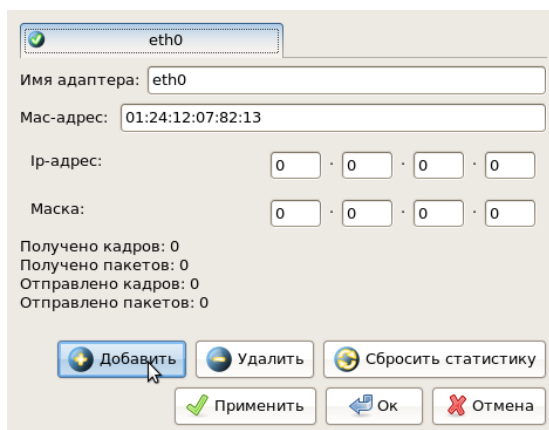 eth0
Имя адаптера: eth0
Mac-адрес: 01:24:12:07:82:13
Ip-адрес: 0 . 0 . 0 . 0
Маска: 0 . 0 . 0 . 0
Получено кадров: 0
Получено пакетов: 0
Отправлено кадров: 0
Отправлено пакетов: 0
Добавить Удалить Сбросить статистику
Применить Ок Отмена